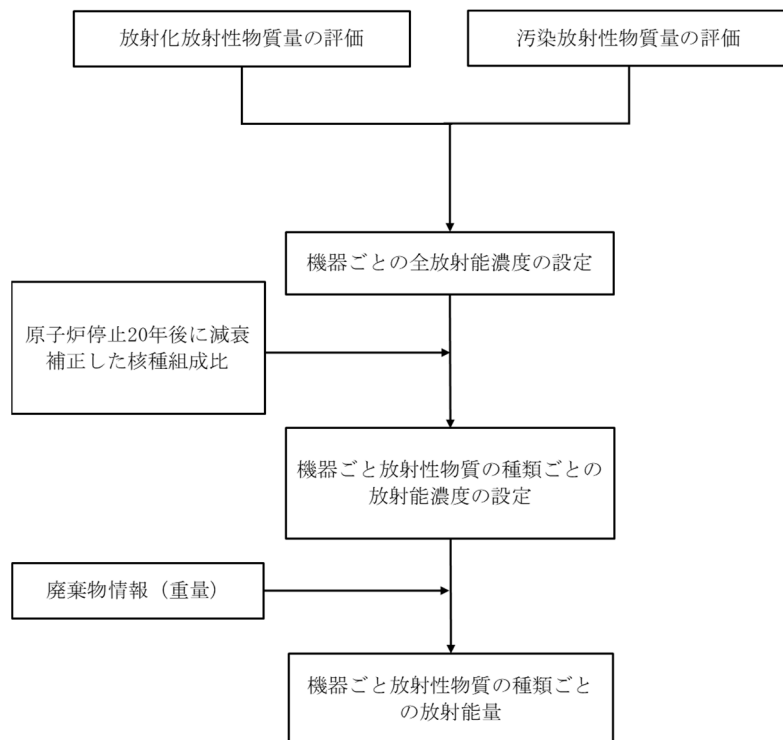 放射化放射性物質量の評価
汚染放射性物質量の評価
機器ごとの全放射能濃度の設定
原子炉停止20年後に減衰
補正した核種組成比
機器ごと放射性物質の種類ごとの
放射能濃度の設定
廃棄物情報（重量）
機器ごと放射性物質の種類ごと
の放射能量